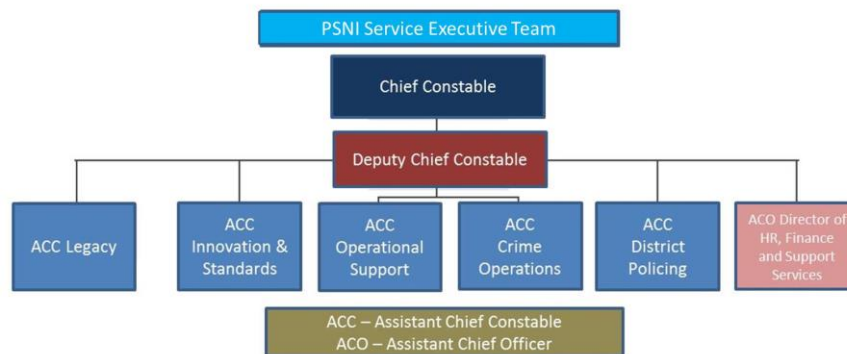 PSNI Service Executive Team
Chief Constable
Deputy Chief Constable
ACC Legacy
ACC
Innovation &
Standards
ACC
Operational
Support
ACC
Crime
Operations
ACC
District
Policing
ACO Director of
HR, Finance
and Support
Services
ACC – Assistant Chief Constable
ACO – Assistant Chief Officer